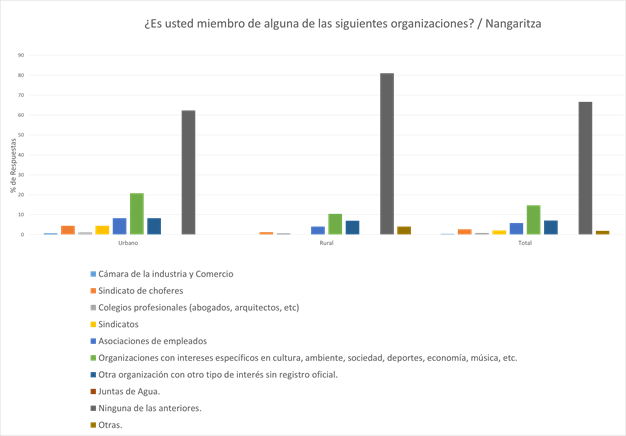 ¿Es usted miembro de alguna de las siguientes organizaciones? / Nangaritza
% de Respuestas
90
80
70
60
50
40
30
20
10
0
Urbano
Rural
Total
Cámara de la industria y Comercio
Sindicato de choferes
Colegios profesionales (abogados, arquitectos, etc)
Sindicatos
Asociaciones de empleados
Organizaciones con intereses específicos en cultura, ambiente, sociedad, deportes, economía, música, etc.
Otra organización con otro tipo de interés sin registro oficial.
Juntas de Agua.
Ninguna de las anteriores.
Otras.